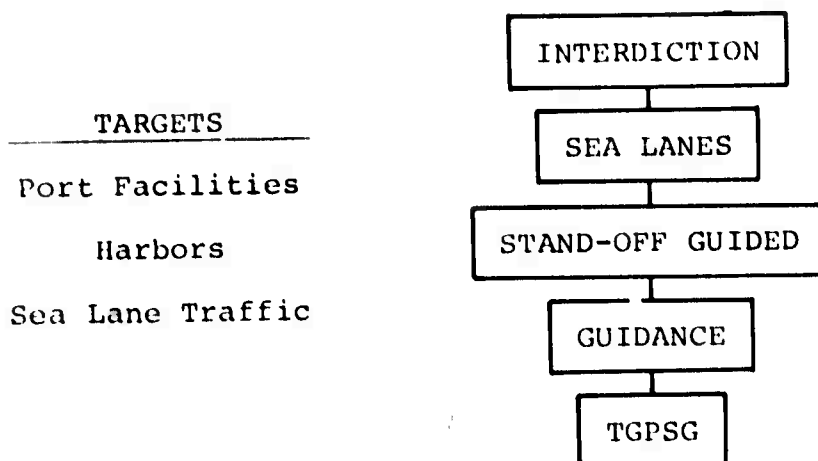 TARGETS
Port Facilities
Harbors
Sea Lane Traffic
INTERDICTION
SEA LANES
STAND-OFF GUIDED
GUIDANCE
TGPSG